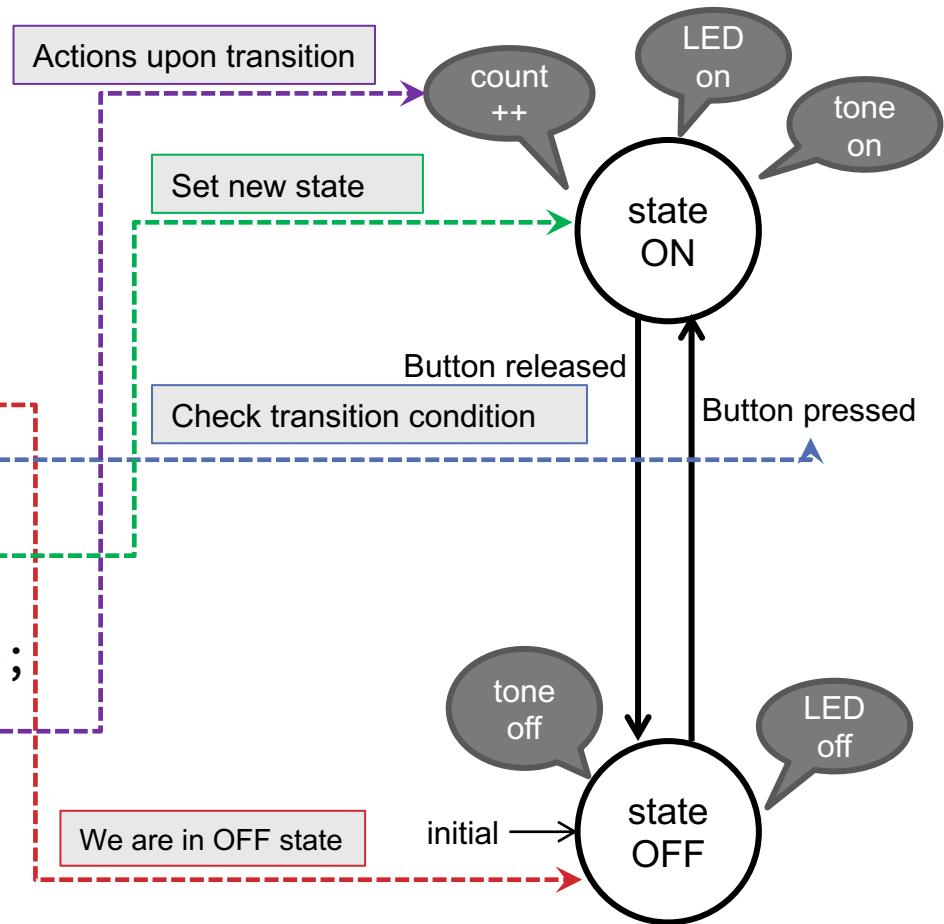 Actions upon transition
LED
on
count
++
tone
on
Set new state
state
ON
Button released
Check transition condition
Button pressed
;
tone
off
LED
off
state
OFF
initial
We are in OFF state